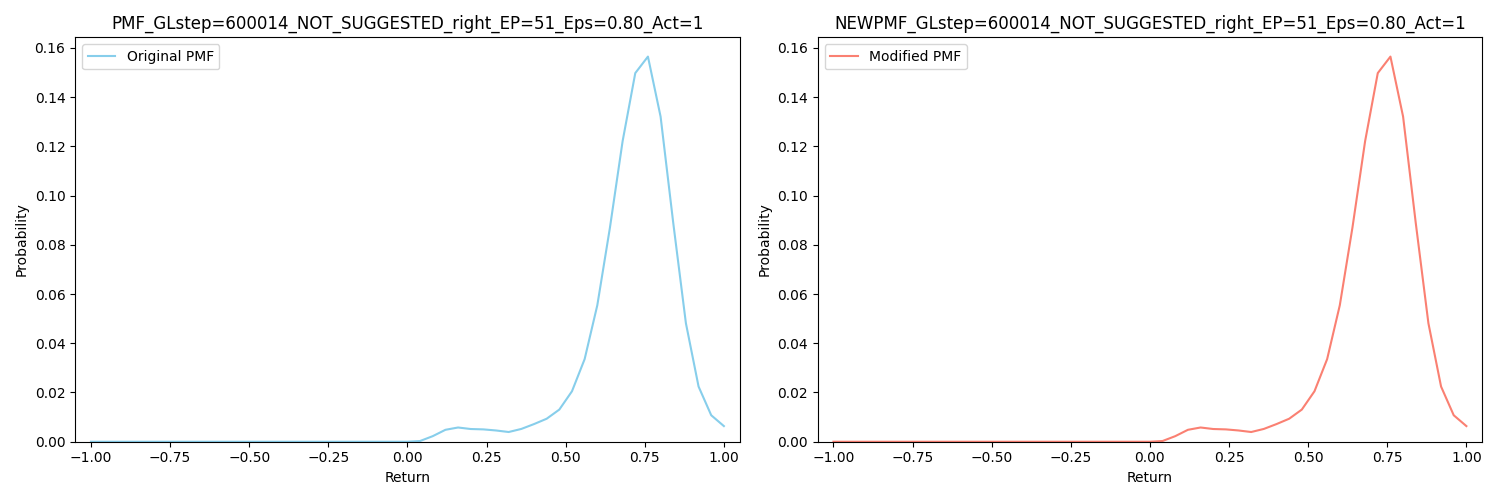 PMF_GLstep=600014_NOT_SUGGESTED_right_EP=51_Eps=0.80_Act=1
Original PMF
0.16
0.14
0.12
0.10
0.08
0.06
0.04
0.02
0.00
Probability
−1.00 −0.75 −0.50 −0.25 0.00 0.25 0.50 0.75 1.00
Return
NEWPMF_GLstep=600014_NOT_SUGGESTED_right_EP=51_Eps=0.80_Act=1
Modified PMF
0.16
0.14
0.12
0.10
0.08
0.06
0.04
0.02
0.00
Probability
−1.00 −0.75 −0.50 −0.25 0.00 0.25 0.50 0.75 1.00
Return